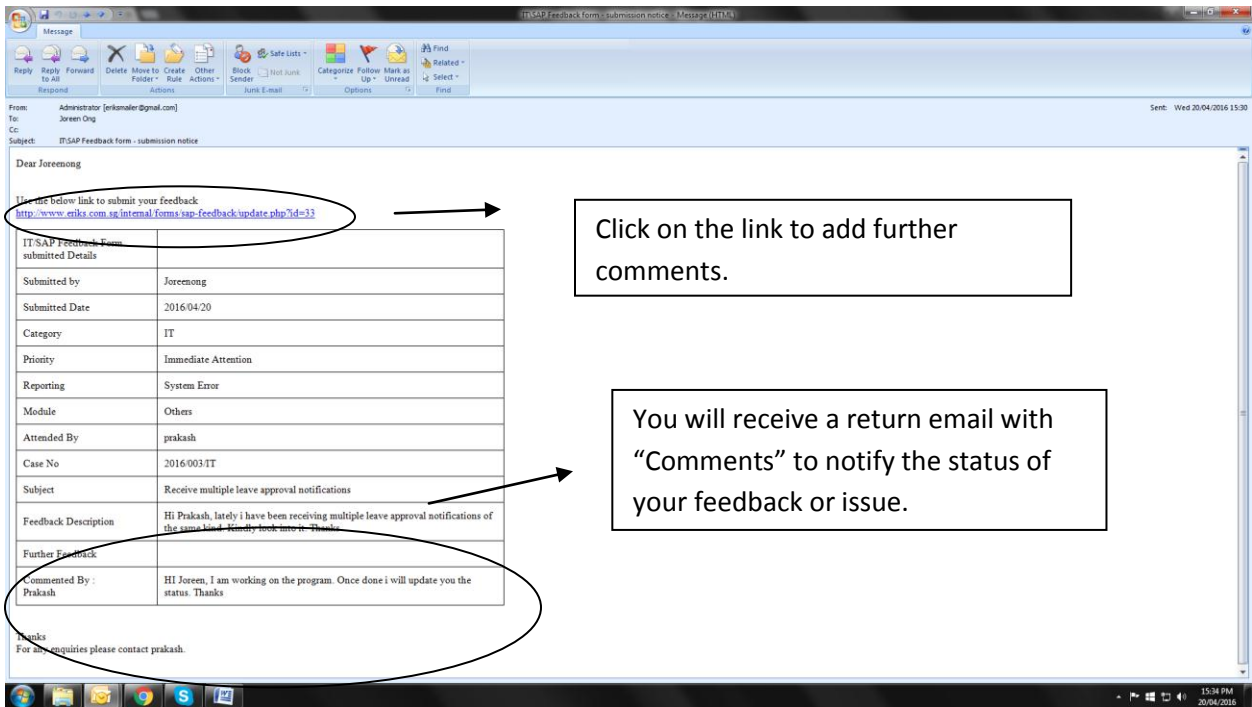 IT\SAP Feedback form - submission notice - Message (HTML)
Message
Reply
Reply to All
Forward
Respond
Delete
Move to Folder
Create Rule
Other Actions
Actions
Block Sender
Safe Lists
Not Junk
Junk E-mail
Categorize
Follow Up
Mark as Unread
Options
Find
Related
Select
Find
From: Administrator [eriksmailer@gmail.com]
Sent: Wed 20/04/2016 15:30
To: Joreen Ong
Cc:
Subject: IT\SAP Feedback form - submission notice
Dear Joreenong
Use the below link to submit your feedback
http://www.eriks.com.sg/internal/forms/sap-feedback/update.php?id=33
Click on the link to add further
comments.
IT/SAP Feedback Form
submitted Details
Submitted by Joreenong
Submitted Date 2016/04/20
Category IT
Priority Immediate Attention
Reporting System Error
Module Others
Attended By prakash
Case No 2016/003/IT
Subject Receive multiple leave approval notifications
Feedback Description Hi Prakash, lately i have been receiving multiple leave approval notifications of
the same kind. Kindly look into it. Thanks
Further Feedback
Commented By :
Prakash
HI Joreen, I am working on the program. Once done i will update you the
status. Thanks
You will receive a return email with
“Comments” to notify the status of
your feedback or issue.
Thanks
For any enquiries please contact prakash.
15:34 PM
20/04/2016